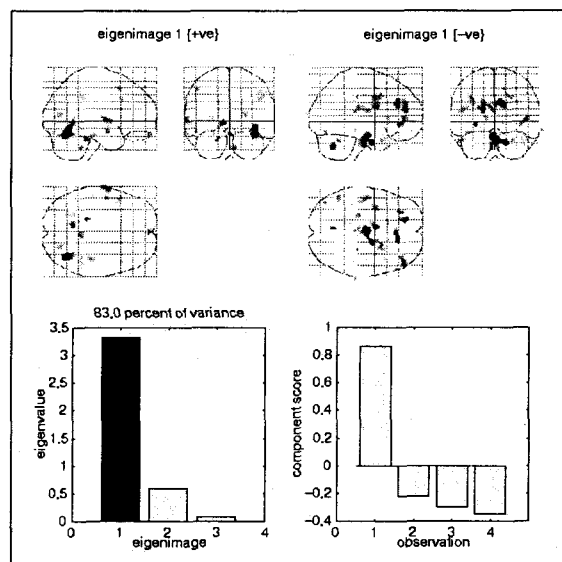 eigenimage 1 {+ve}
eigenimage 1 [–ve}
83.0 percent of variance
3.5
3
2.5
2
1.5
1
0.5
0
eigenvalue
0 1 2 3 4
eigenimage
1
0.8
0.6
0.4
0.2
0
–0.2
–0.4
component score
0 1 2 3 4
observation